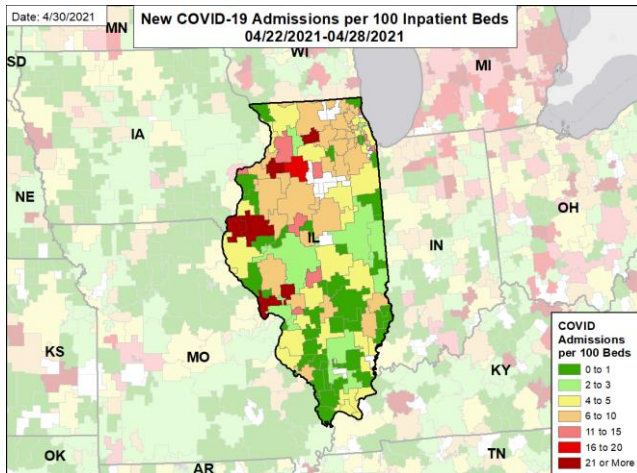 Date: 4/30/2021
New COVID-19 Admissions per 100 Inpatient Beds
04/22/2021-04/28/2021
MN
SD
WI
MI
IA
NE
IL
IN
OH
KS
MO
KY
OK
AR
TN
COVID
Admissions
per 100 Beds
0 to 1
2 to 3
4 to 5
6 to 10
11 to 15
16 to 20
21 or More